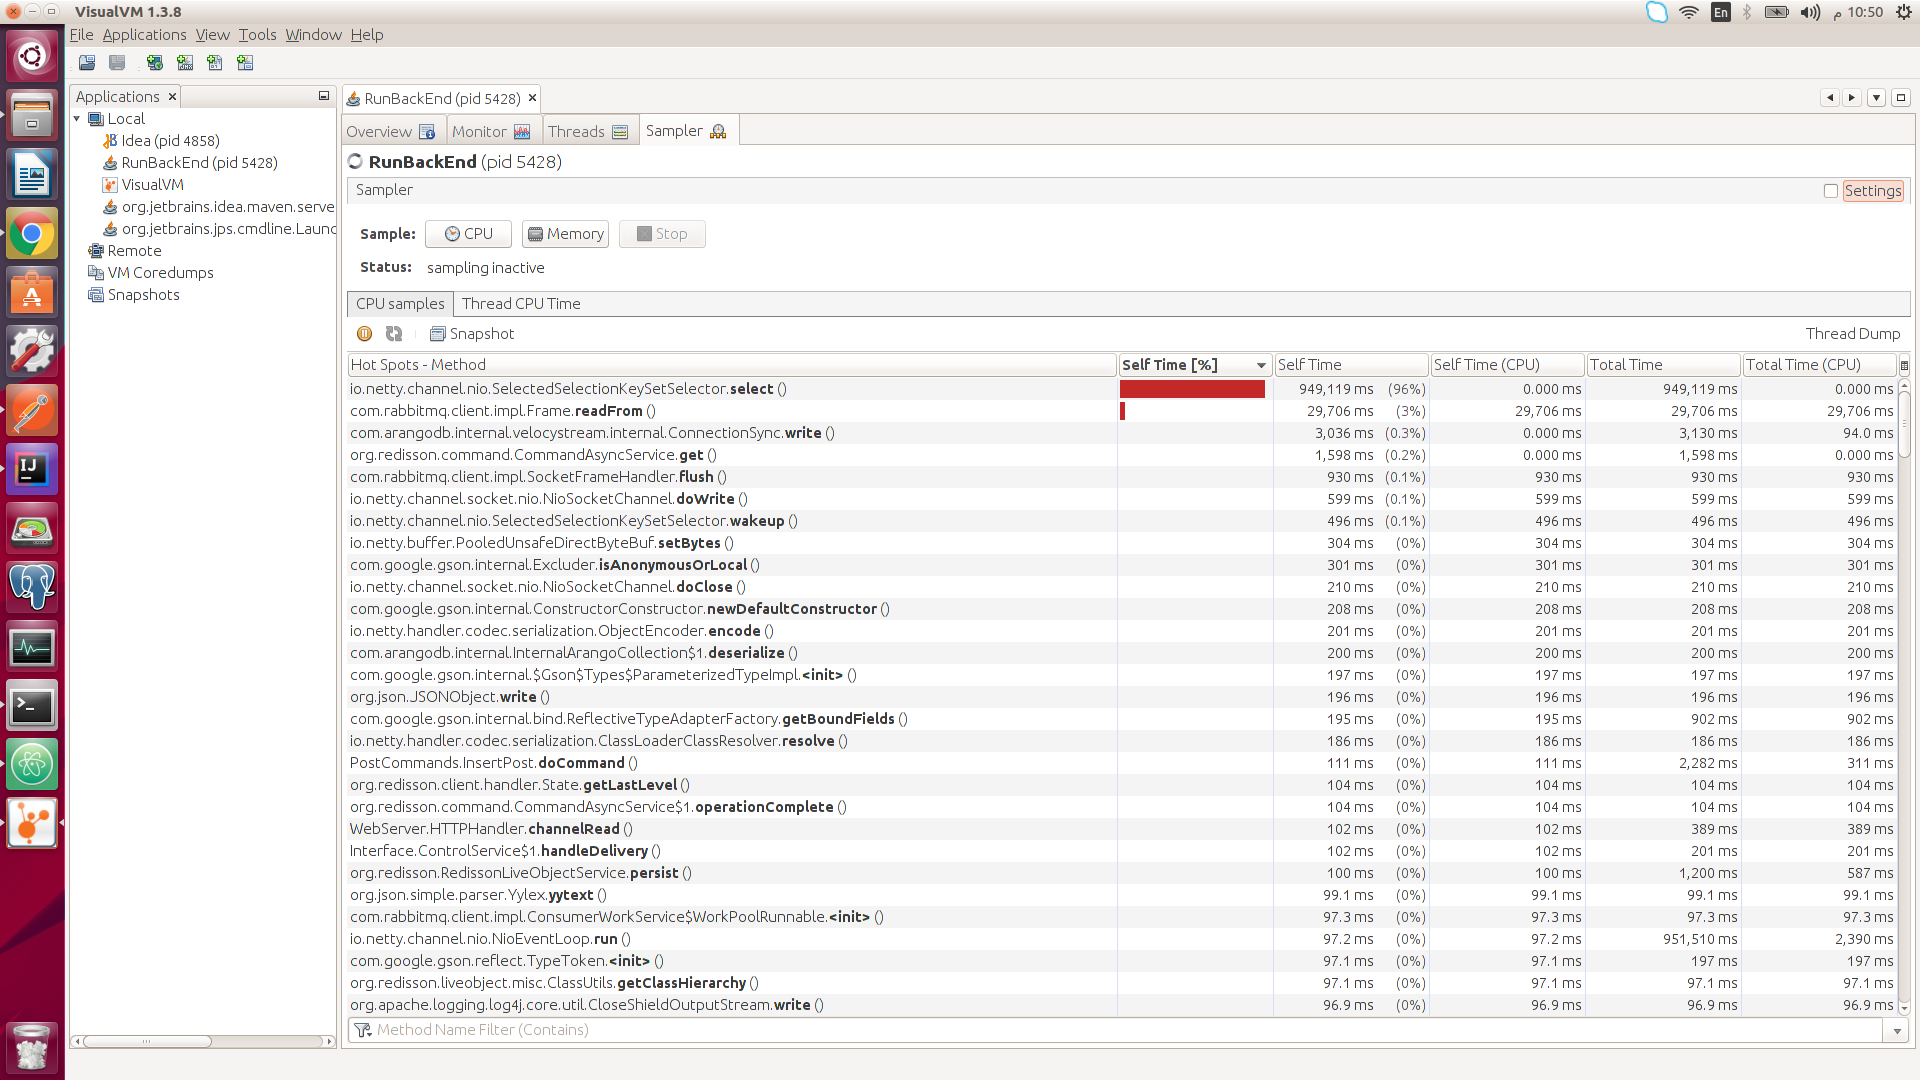 VisualVM 1.3.8
En
م 10:50
File Applications View Tools Window Help
Applications
Local
Idea (pid 4858)
RunBackEnd (pid 5428)
VisualVM
org.jetbrains.idea.maven.serve
org.jetbrains.jps.cmdline.Launc
Remote
VM Coredumps
Snapshots
RunBackEnd (pid 5428)
Overview Monitor Threads Sampler
RunBackEnd (pid 5428)
Sampler Settings
Sample: CPU Memory Stop
Status: sampling inactive
CPU samples Thread CPU Time
Snapshot Thread Dump
Hot Spots - Method Self Time [%] Self Time Self Time (CPU) Total Time Total Time (CPU)
io.netty.channel.nio.SelectedSelectionKeySetSelector.select () 949,119 ms (96%) 0.000 ms 949,119 ms 0.000 ms
com.rabbitmq.client.impl.Frame.readFrom () 29,706 ms (3%) 29,706 ms 29,706 ms 29,706 ms
com.arangodb.internal.velocystream.internal.ConnectionSync.write () 3,036 ms (0.3%) 0.000 ms 3,130 ms 94.0 ms
org.redisson.command.CommandAsyncService.get () 1,598 ms (0.2%) 0.000 ms 1,598 ms 0.000 ms
com.rabbitmq.client.impl.SocketFrameHandler.flush () 930 ms (0.1%) 930 ms 930 ms 930 ms
io.netty.channel.socket.nio.NioSocketChannel.doWrite () 599 ms (0.1%) 599 ms 599 ms 599 ms
io.netty.channel.nio.SelectedSelectionKeySetSelector.wakeup () 496 ms (0.1%) 496 ms 496 ms 496 ms
io.netty.buffer.PooledUnsafeDirectByteBuf.setBytes () 304 ms (0%) 304 ms 304 ms 304 ms
com.google.gson.internal.Excluder.isAnonymousOrLocal () 301 ms (0%) 301 ms 301 ms 301 ms
io.netty.channel.socket.nio.NioSocketChannel.doClose () 210 ms (0%) 210 ms 210 ms 210 ms
com.google.gson.internal.ConstructorConstructor.newDefaultConstructor () 208 ms (0%) 208 ms 208 ms 208 ms
io.netty.handler.codec.serialization.ObjectEncoder.encode () 201 ms (0%) 201 ms 201 ms 201 ms
com.arangodb.internal.InternalArangoCollection$1.deserialize () 200 ms (0%) 200 ms 200 ms 200 ms
com.google.gson.internal.$Gson$Types$ParameterizedTypeImpl.<init> () 197 ms (0%) 197 ms 197 ms 197 ms
org.json.JSONObject.write () 196 ms (0%) 196 ms 196 ms 196 ms
com.google.gson.internal.bind.ReflectiveTypeAdapterFactory.getBoundFields () 195 ms (0%) 195 ms 902 ms 902 ms
io.netty.handler.codec.serialization.ClassLoaderClassResolver.resolve () 186 ms (0%) 186 ms 186 ms 186 ms
PostCommands.InsertPost.doCommand () 111 ms (0%) 111 ms 2,282 ms 311 ms
org.redisson.client.handler.State.getLastLevel () 104 ms (0%) 104 ms 104 ms 104 ms
org.redisson.command.CommandAsyncService$1.operationComplete () 104 ms (0%) 104 ms 104 ms 104 ms
WebServer.HTTPHandler.channelRead () 102 ms (0%) 102 ms 389 ms 389 ms
Interface.ControlService$1.handleDelivery () 102 ms (0%) 102 ms 201 ms 201 ms
org.redisson.RedissonLiveObjectService.persist () 100 ms (0%) 100 ms 1,200 ms 587 ms
org.json.simple.parser.Yylex.yytext () 99.1 ms (0%) 99.1 ms 99.1 ms 99.1 ms
com.rabbitmq.client.impl.ConsumerWorkService$WorkPoolRunnable.<init> () 97.3 ms (0%) 97.3 ms 97.3 ms 97.3 ms
io.netty.channel.nio.NioEventLoop.run () 97.2 ms (0%) 97.2 ms 951,510 ms 2,390 ms
com.google.gson.reflect.TypeToken.<init> () 97.1 ms (0%) 97.1 ms 197 ms 197 ms
org.redisson.liveobject.misc.ClassUtils.getClassHierarchy () 97.1 ms (0%) 97.1 ms 97.1 ms 97.1 ms
org.apache.logging.log4j.core.util.CloseShieldOutputStream.write () 96.9 ms (0%) 96.9 ms 96.9 ms 96.9 ms
Method Name Filter (Contains)